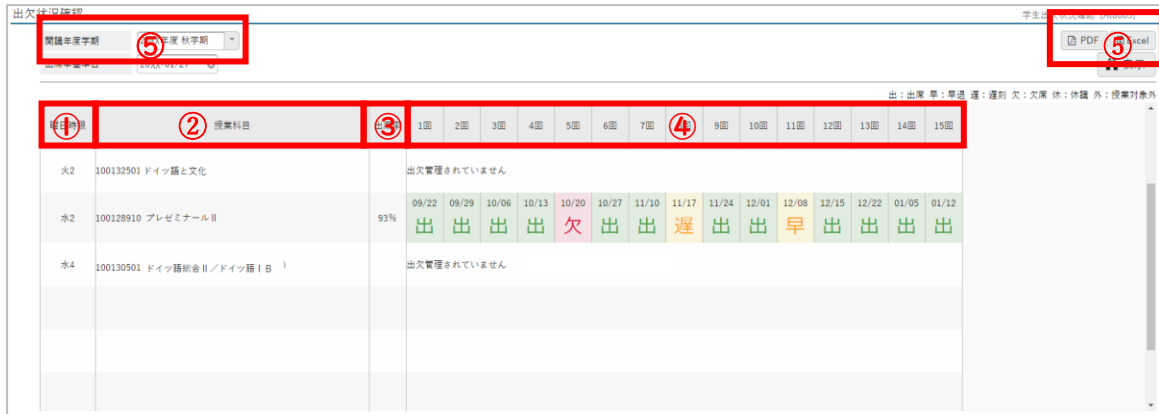 出欠状況確認
学生出欠状況確認
開講年度学期 ⑤ 年度 秋学期 PDF ⑤ Excel
01/27
出：出席 早：早退 遅：遅刻 欠：欠席 休：休講 外：授業対象外
① 曜日時限 ② 授業科目 ③ ④ 1回 2回 3回 4回 5回 6回 7回 9回 10回 11回 12回 13回 14回 15回
火2 100132501 ドイツ語と文化 出欠管理されていません
09/22 09/29 10/06 10/13 10/20 10/27 11/10 11/17 11/24 12/01 12/08 12/15 12/22 01/05 01/12
水2 100128910 プレゼミナールⅡ 93% 出 出 出 出 欠 出 出 遅 出 出 早 出 出 出 出
水4 100130501 ドイツ語総合Ⅱ／ドイツ語ⅠB ) 出欠管理されていません